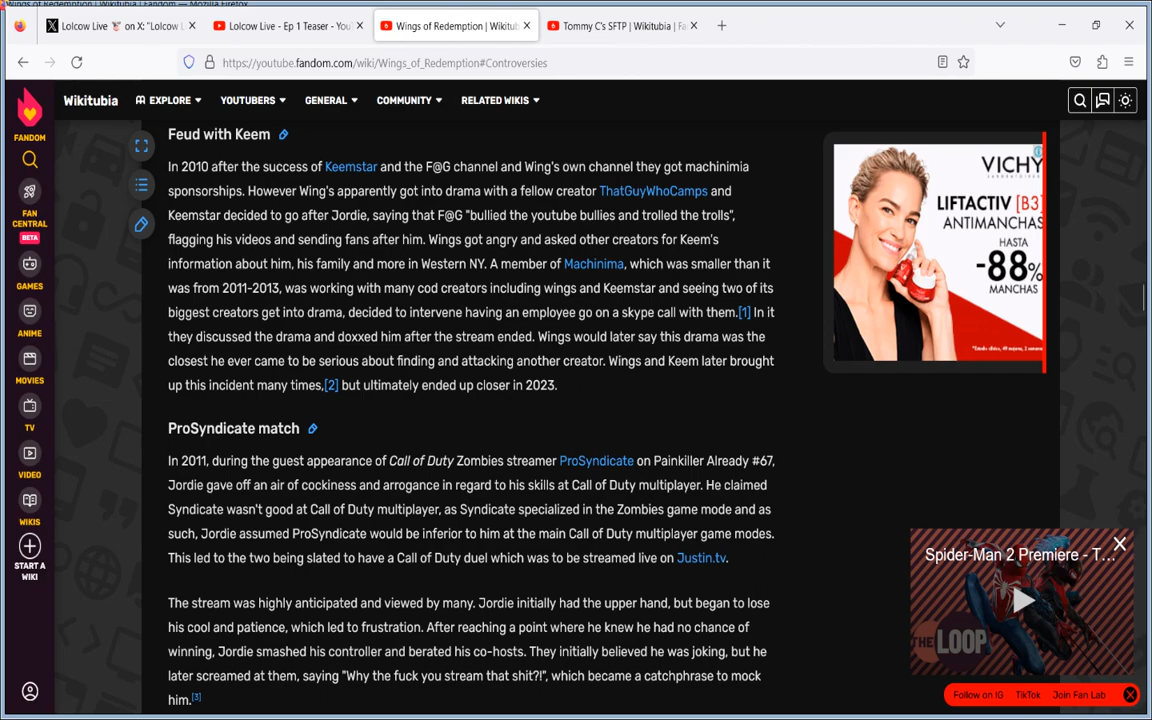 Lolcow Live on X: "Lolcow L
Lolcow Live - Ep 1 Teaser - You
Wings of Redemption | Wikitub
Tommy C's SFTP | Wikitubia | Fa
https://youtube.fandom.com/wiki/Wings_of_Redemption#Controversies
Wikitubia
EXPLORE
YOUTUBERS
GENERAL
COMMUNITY
RELATED WIKIS
FANDOM
FAN
CENTRAL
BETA
GAMES
ANIME
MOVIES
TV
VIDEO
WIKIS
START A
WIKI
Feud with Keem
In 2010 after the success of Keemstar and the F@G channel and Wing's own channel they got machinimia
sponsorships. However Wing's apparently got into drama with a fellow creator ThatGuyWhoCamps and
Keemstar decided to go after Jordie, saying that F@G "bullied the youtube bullies and trolled the trolls",
flagging his videos and sending fans after him. Wings got angry and asked other creators for Keem's
information about him, his family and more in Western NY. A member of Machinima, which was smaller than it
was from 2011-2013, was working with many cod creators including wings and Keemstar and seeing two of its
biggest creators get into drama, decided to intervene having an employee go on a skype call with them.[1] In it
they discussed the drama and doxxed him after the stream ended. Wings would later say this drama was the
closest he ever came to be serious about finding and attacking another creator. Wings and Keem later brought
up this incident many times,[2] but ultimately ended up closer in 2023.
ProSyndicate match
In 2011, during the guest appearance of Call of Duty Zombies streamer ProSyndicate on Painkiller Already #67,
Jordie gave off an air of cockiness and arrogance in regard to his skills at Call of Duty multiplayer. He claimed
Syndicate wasn't good at Call of Duty multiplayer, as Syndicate specialized in the Zombies game mode and as
such, Jordie assumed ProSyndicate would be inferior to him at the main Call of Duty multiplayer game modes.
This led to the two being slated to have a Call of Duty duel which was to be streamed live on Justin.tv.
The stream was highly anticipated and viewed by many. Jordie initially had the upper hand, but began to lose
his cool and patience, which led to frustration. After reaching a point where he knew he had no chance of
winning, Jordie smashed his controller and berated his co-hosts. They initially believed he was joking, but he
later screamed at them, saying "Why the fuck you stream that shit?!", which became a catchphrase to mock
him.[3]
VICHY
LABORATOIRES
LIFTACTIV [B3]
ANTIMANCHAS
HASTA
-88%
MANCHAS
Spider-Man 2 Premiere - T...
THE LOOP
Follow on IG
TikTok
Join Fan Lab